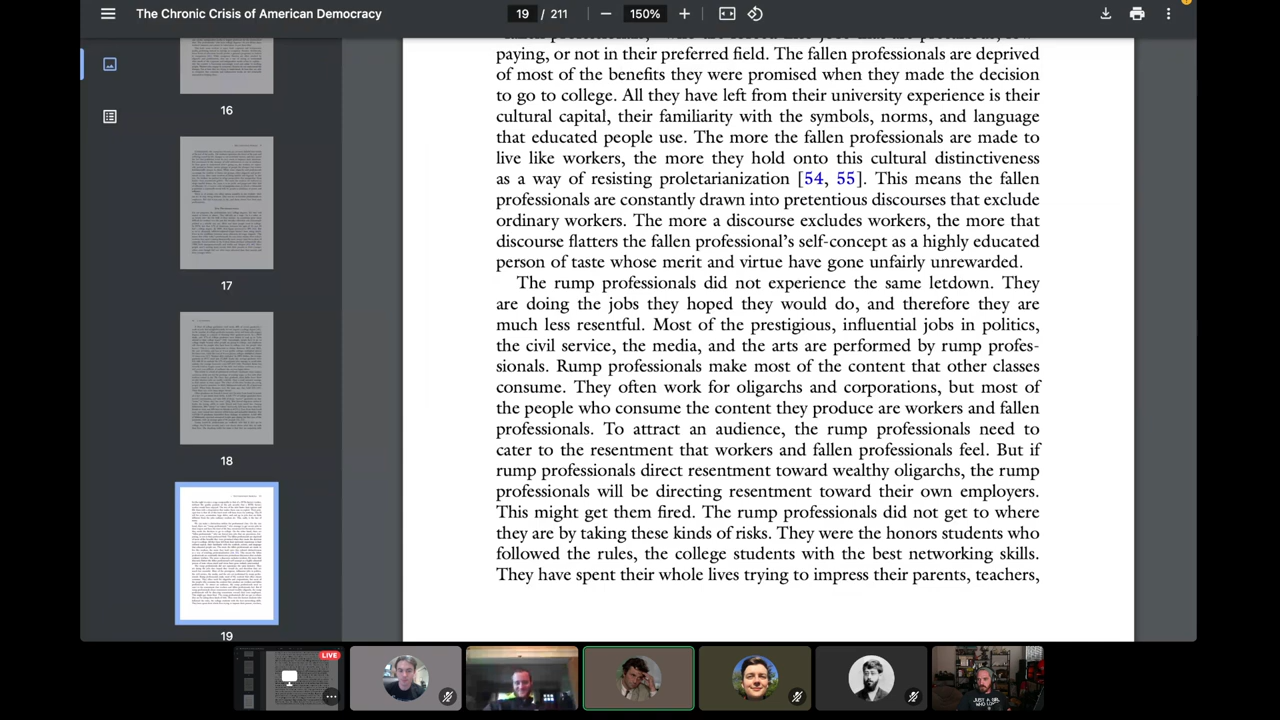 The Chronic Crisis of American Democracy
19 / 211
150%
paying, or not in their preferred field. The fallen professionals are deprived
of most of the benefits they were promised when they made the decision
to go to college. All they have left from their university experience is their
cultural capital, their familiarity with the symbols, norms, and language
that educated people use. The more the fallen professionals are made to
live like workers, the more they hold onto this cultural distinctiveness
as a way of resisting proletarianization [54, 55]. This means the fallen
professionals are constantly drawn into pretentious discourses that exclude
ordinary workers. The more a discourse excludes workers, the more that
discourse flatters the fallen professional's self-concept as a highly educated
person of taste whose merit and virtue have gone unfairly unrewarded.
The rump professionals did not experience the same letdown. They
are doing the jobs they hoped they would do, and therefore they are
rather self-satisfied. Most of the prestigious, influential jobs in politics,
the civil service, the media, and the arts are performed by rump profes-
sionals. Rump professionals make most of the content that other classes
consume. They often work for oligarchs and corporations, but most of
the people who consume the content they produce are workers and fallen
professionals. To attract an audience, the rump professionals need to
cater to the resentment that workers and fallen professionals feel. But if
rump professionals direct resentment toward wealthy oligarchs, the rump
professionals will be directing resentment toward their own employers.
This might get them fired. The rump professionals did not get to where
they are by taking these kinds of risks. They were the good students who
followed the rules, the college students with the best networking skills.
They have spent their whole lives trying to impress their parents, teachers,
16
17
18
19
LIVE
JUST A GIRL
WHO LOVES